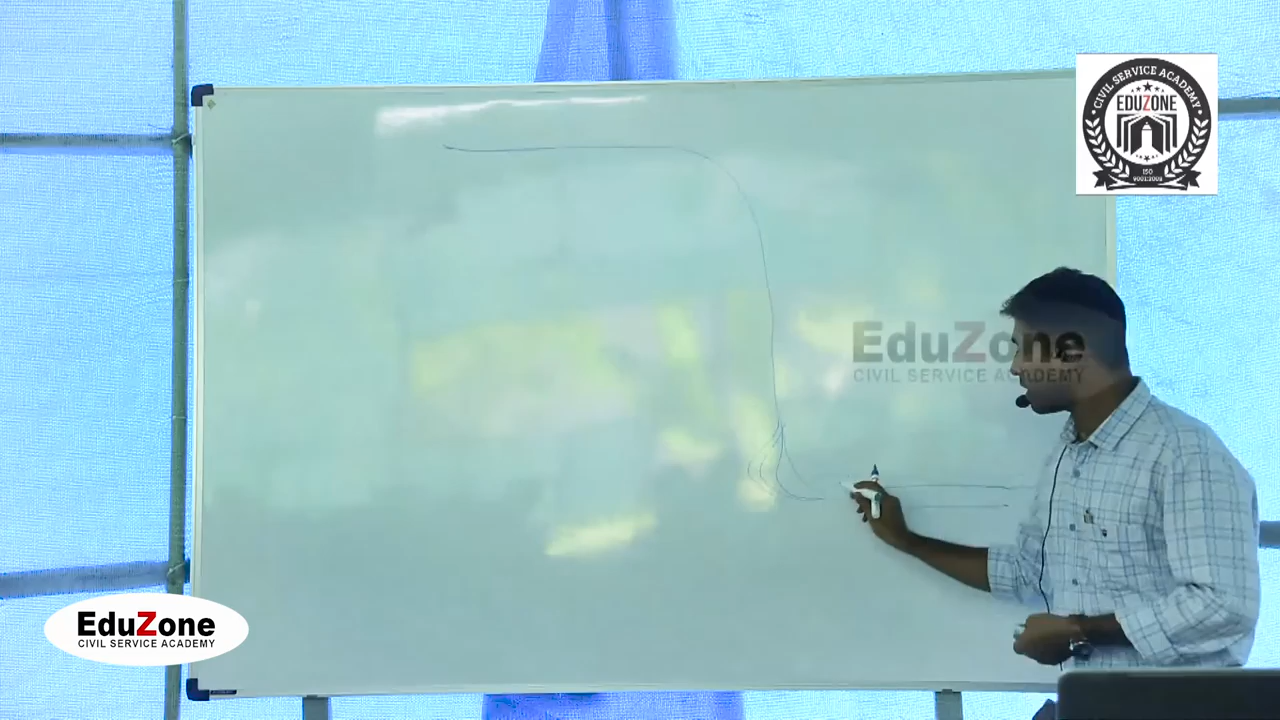 CIVIL SERVICE ACADEMY
EDUZONE
ISO
9001:2008
EduZone
CIVIL SERVICE ACADEMY
EduZone
CIVIL SERVICE ACADEMY